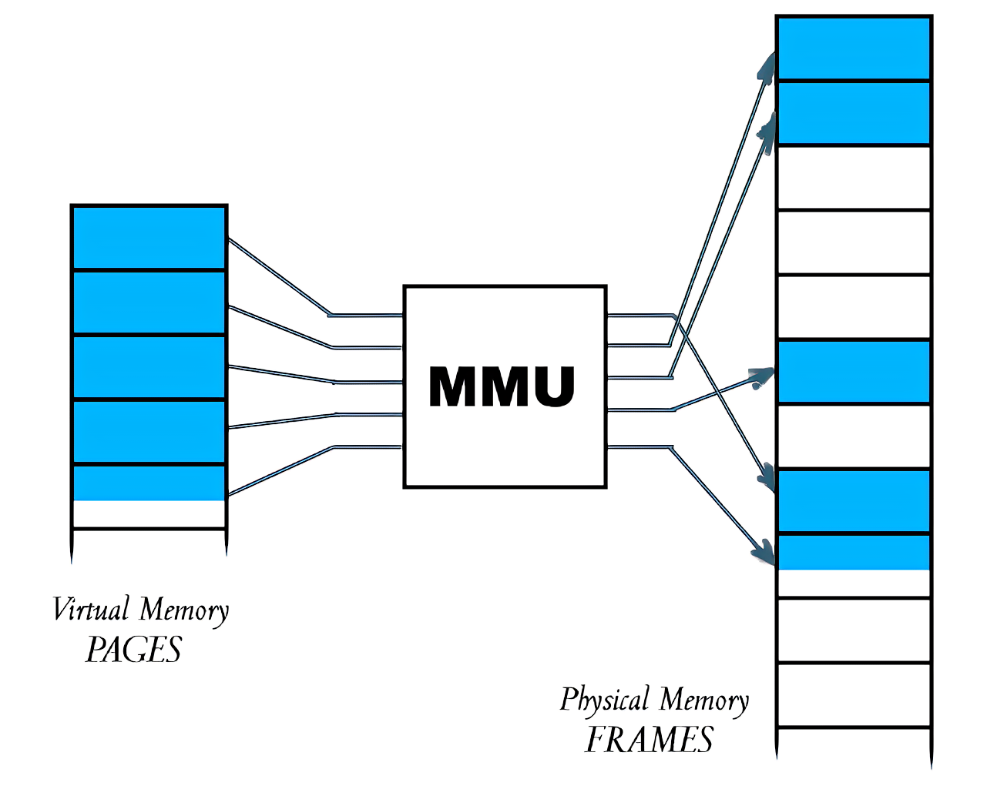 MMU
Virtual Memory
PAGES
Physical Memory
FRAMES